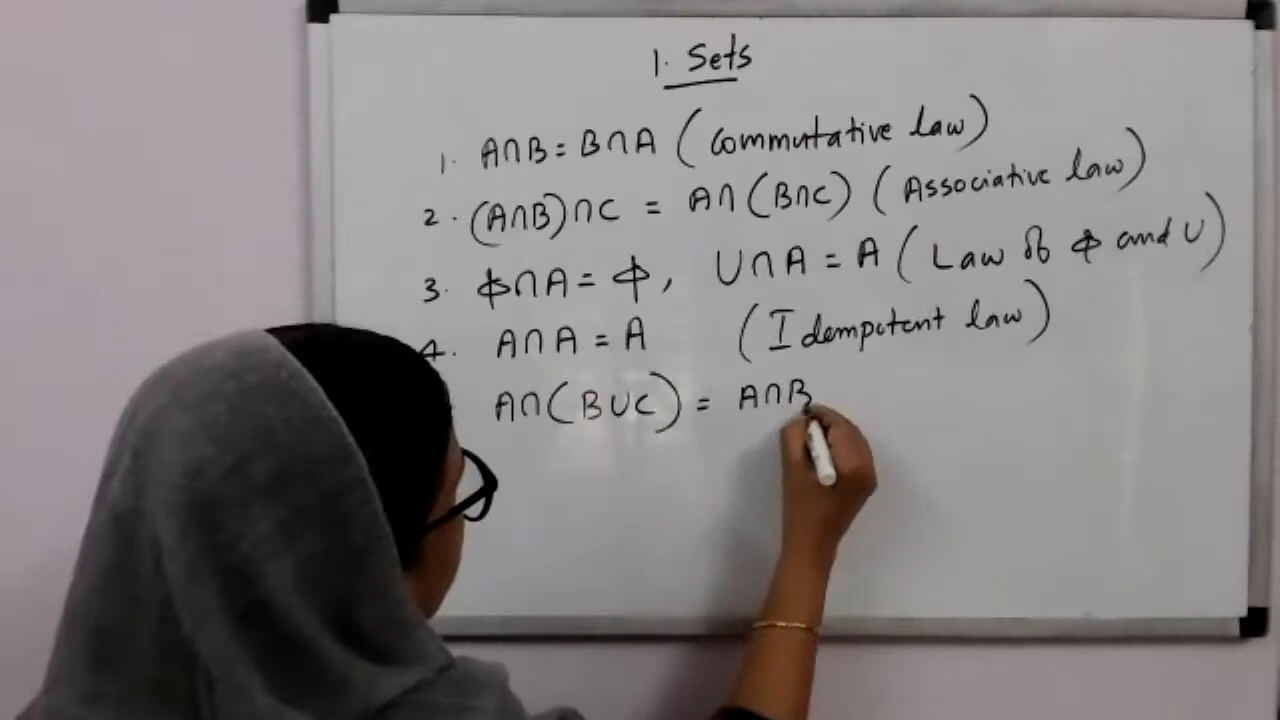 1. Sets
1. A∩B = B∩A (Commutative law)
2. (A∩B)∩C = A∩(B∩C) (Associative law)
3. ϕ∩A = ϕ, U∩A = A (Law of ϕ and U)
4. A∩A = A (Idempotent law)
A∩(B∪C) = A∩B